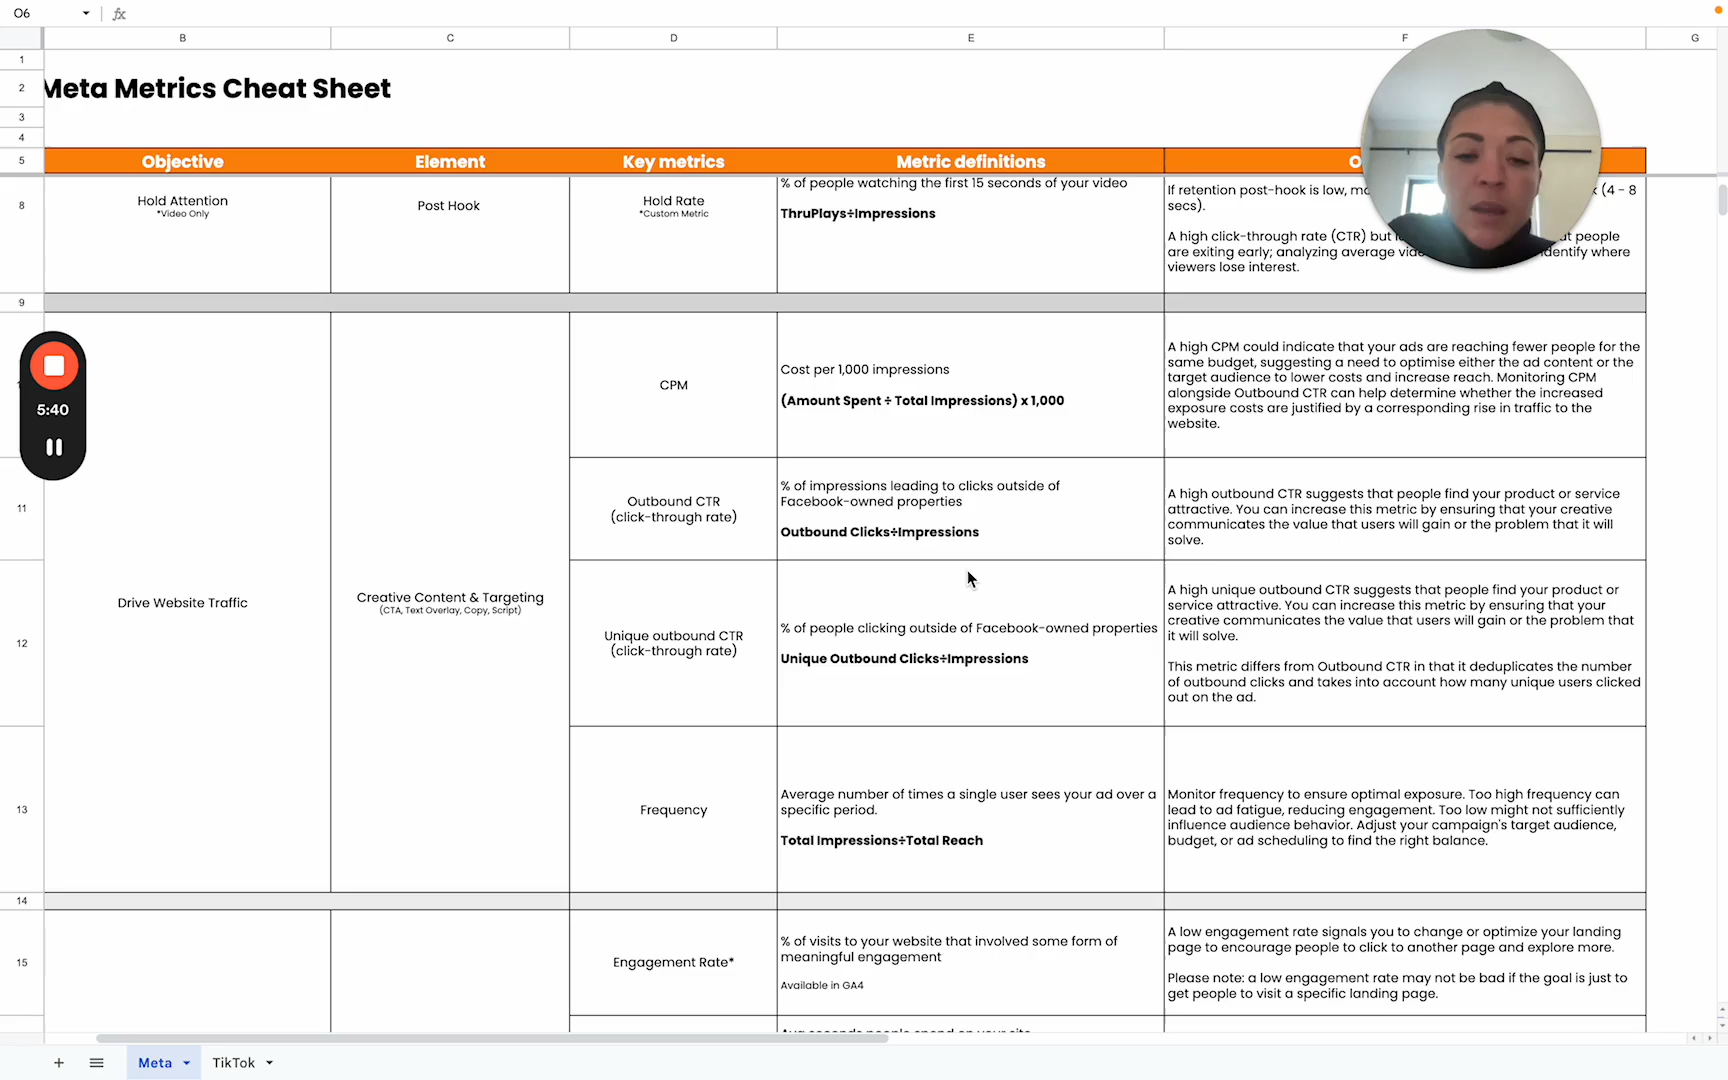 O6
fx
B
C
D
E
F
G
1
2
3
4
5
Meta Metrics Cheat Sheet
Objective
Element
Key metrics
Metric definitions
O
8
Hold Attention
*Video Only
Post Hook
Hold Rate
*Custom Metric
% of people watching the first 15 seconds of your video
ThruPlays÷Impressions
If retention post-hook is low,
(4 - 8
secs).
A high click-through rate (CTR) but
at people
are exiting early; analyzing average
identify where
viewers lose interest.
9
5:40
CPM
Cost per 1,000 impressions
(Amount Spent ÷ Total Impressions) x 1,000
A high CPM could indicate that your ads are reaching fewer people for the
same budget, suggesting a need to optimise either the ad content or the
target audience to lower costs and increase reach. Monitoring CPM
alongside Outbound CTR can help determine whether the increased
exposure costs are justified by a corresponding rise in traffic to the
website.
11
Outbound CTR
(click-through rate)
% of impressions leading to clicks outside of
Facebook-owned properties
Outbound Clicks÷Impressions
A high outbound CTR suggests that people find your product or service
attractive. You can increase this metric by ensuring that your creative
communicates the value that users will gain or the problem that it will
solve.
Drive Website Traffic
Creative Content & Targeting
(CTA, Text Overlay, Copy, Script)
12
Unique outbound CTR
(click-through rate)
% of people clicking outside of Facebook-owned properties
Unique Outbound Clicks÷Impressions
A high unique outbound CTR suggests that people find your product or
service attractive. You can increase this metric by ensuring that your
creative communicates the value that users will gain or the problem that
it will solve.
This metric differs from Outbound CTR in that it deduplicates the number
of outbound clicks and takes into account how many unique users clicked
out on the ad.
13
Frequency
Average number of times a single user sees your ad over a
specific period.
Total Impressions÷Total Reach
Monitor frequency to ensure optimal exposure. Too high frequency can
lead to ad fatigue, reducing engagement. Too low might not sufficiently
influence audience behavior. Adjust your campaign's target audience,
budget, or ad scheduling to find the right balance.
14
15
Engagement Rate*
% of visits to your website that involved some form of
meaningful engagement
Available in GA4
A low engagement rate signals you to change or optimize your landing
page to encourage people to click to another page and explore more.
Please note: a low engagement rate may not be bad if the goal is just to
get people to visit a specific landing page.
Meta
TikTok